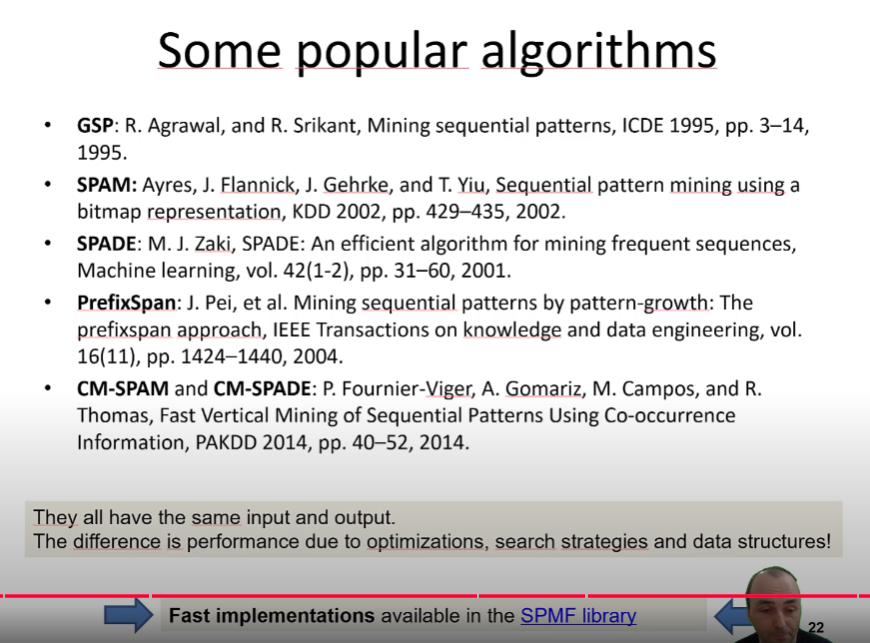 Some popular algorithms
• GSP: R. Agrawal, and R. Srikant, Mining sequential patterns, ICDE 1995, pp. 3–14,
1995.
• SPAM: Ayres, J. Flannick, J. Gehrke, and T. Yiu, Sequential pattern mining using a
bitmap representation, KDD 2002, pp. 429–435, 2002.
• SPADE: M. J. Zaki, SPADE: An efficient algorithm for mining frequent sequences,
Machine learning, vol. 42(1-2), pp. 31–60, 2001.
• PrefixSpan: J. Pei, et al. Mining sequential patterns by pattern-growth: The
prefixspan approach, IEEE Transactions on knowledge and data engineering, vol.
16(11), pp. 1424–1440, 2004.
• CM-SPAM and CM-SPADE: P. Fournier-Viger, A. Gomariz, M. Campos, and R.
Thomas, Fast Vertical Mining of Sequential Patterns Using Co-occurrence
Information, PAKDD 2014, pp. 40–52, 2014.
They all have the same input and output.
The difference is performance due to optimizations, search strategies and data structures!
Fast implementations available in the SPMF library
22